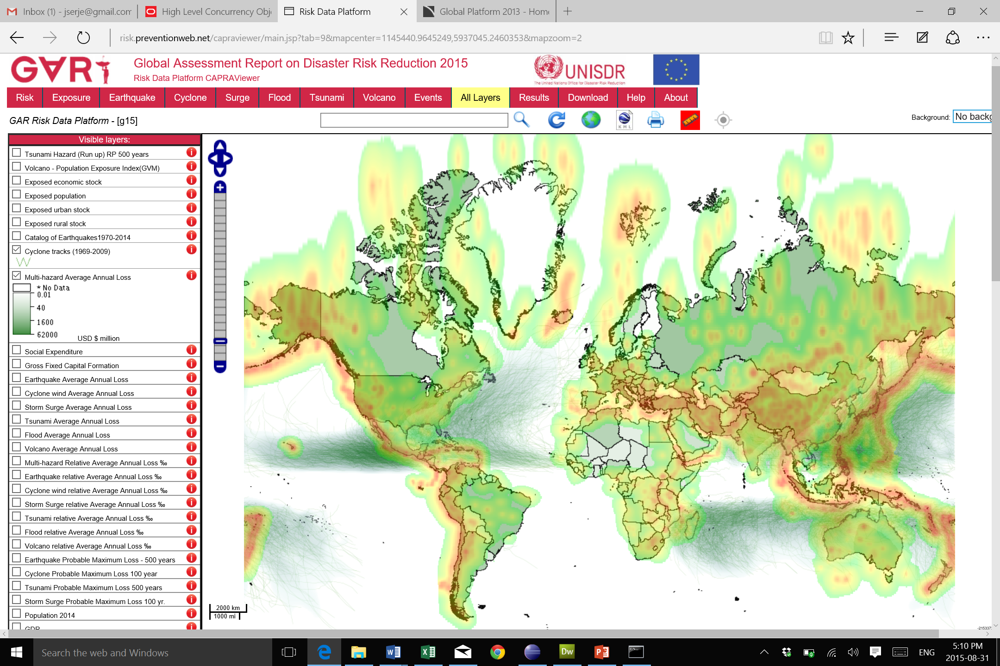 Inbox (1) - jserje@gmail.com
High Level Concurrency Obj
Risk Data Platform
Global Platform 2013 - Home
risk.preventionweb.net/capraviewer/main.jsp?tab=9&mapcenter=1145440.9645249,5937045.2460353&mapzoom=2
GAR
Global Assessment Report on Disaster Risk Reduction 2015
Risk Data Platform CAPRAViewer
UNISDR
The United Nations Office for Disaster Risk Reduction
Risk Exposure Earthquake Cyclone Surge Flood Tsunami Volcano Events All Layers Results Download Help About
GAR Risk Data Platform - [g15]
KML
Background: No backg
Visible layers:
Tsunami Hazard (Run up) RP 500 years
Volcano - Population Exposure Index(GVM)
Exposed economic stock
Exposed population
Exposed urban stock
Exposed rural stock
Catalog of Earthquakes1970-2014
Cyclone tracks (1969-2009)
Multi-hazard Average Annual Loss
* No Data
0.01
40
1600
62000
USD $ million
Social Expenditure
Gross Fixed Capital Formation
Earthquake Average Annual Loss
Cyclone wind Average Annual Loss
Storm Surge Average Annual Loss
Tsunami Average Annual Loss
Flood Average Annual Loss
Volcano Average Annual Loss
Multi-hazard Relative Average Annual Loss ‰
Earthquake relative Average Annual Loss ‰
Cyclone wind relative Average Annual Loss ‰
Storm Surge relative Average Annual Loss ‰
Tsunami relative Average Annual Loss ‰
Flood relative Average Annual Loss ‰
Volcano relative Average Annual Loss ‰
Earthquake Probable Maximum Loss - 500 years
Cyclone Probable Maximum Loss 100 year
Tsunami Probable Maximum Loss 500 years
Storm Surge Probable Maximum Loss 100 yr.
Population 2014
GDP
2000 km
1000 mi
-215337
Search the web and Windows
Dw
ENG
5:10 PM
2015-08-31